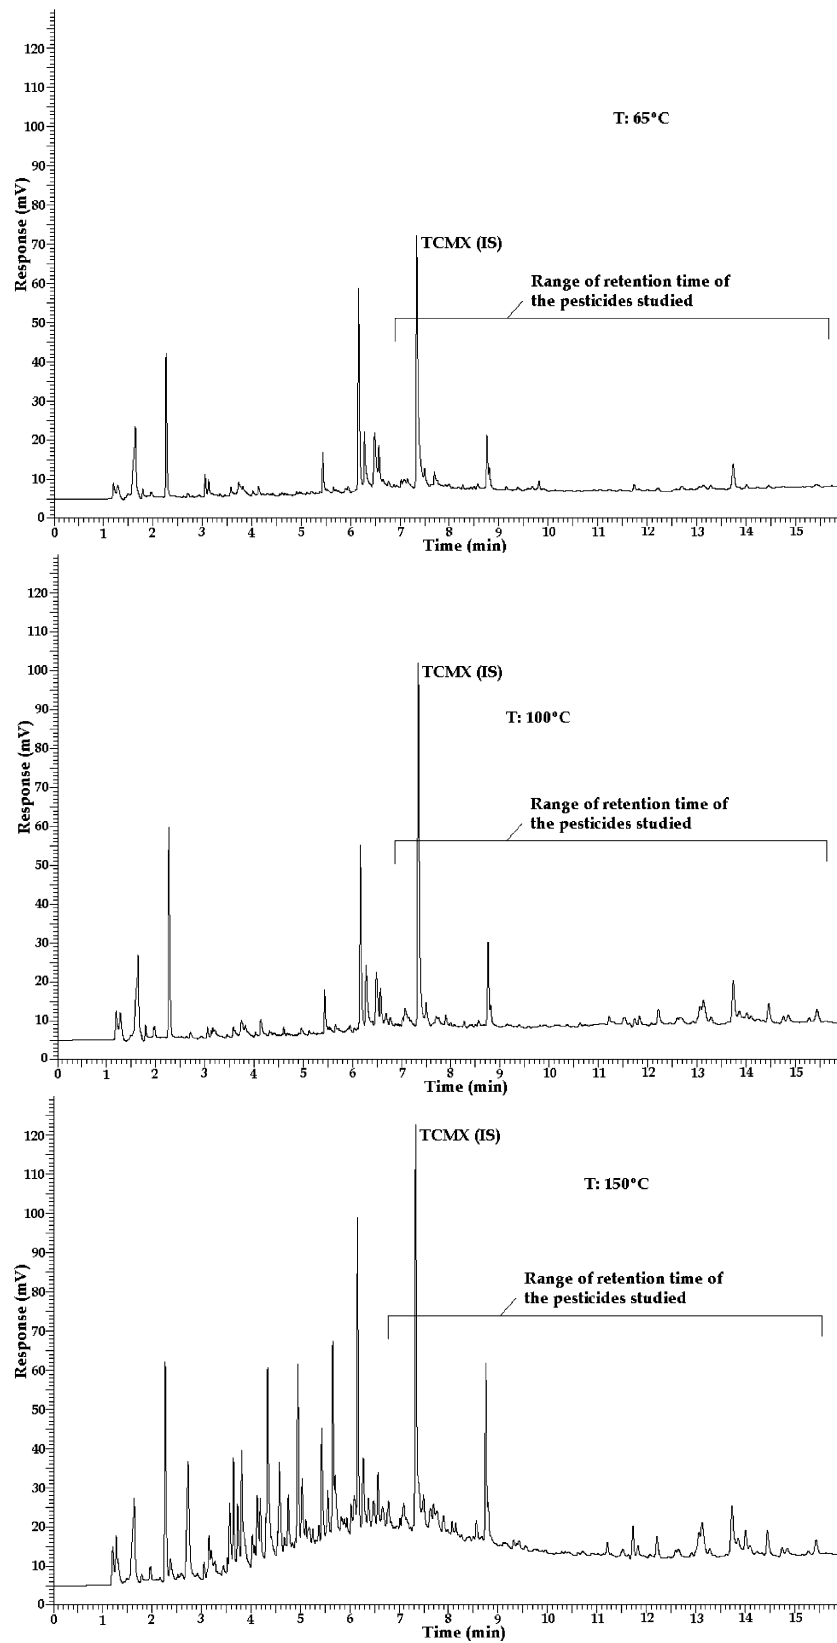 120
110
T: 65°C
100
90
80
Response (mV)
70
TCMX (IS)
60
Range of retention time of
the pesticides studied
50
40
30
20
10
0
0 1 2 3 4 5 6 7 8 9 10 11 12 13 14 15
Time (min)
120
110
100
TCMX (IS)
90
T: 100°C
80
Response (mV)
70
Range of retention time of
the pesticides studied
60
50
40
30
20
10
0
0 1 2 3 4 5 6 7 8 9 10 11 12 13 14 15
Time (min)
120
TCMX (IS)
110
T: 150°C
100
90
80
Response (mV)
Range of retention time of
the pesticides studied
70
60
50
40
30
20
10
0
0 1 2 3 4 5 6 7 8 9 10 11 12 13 14 15
Time (min)